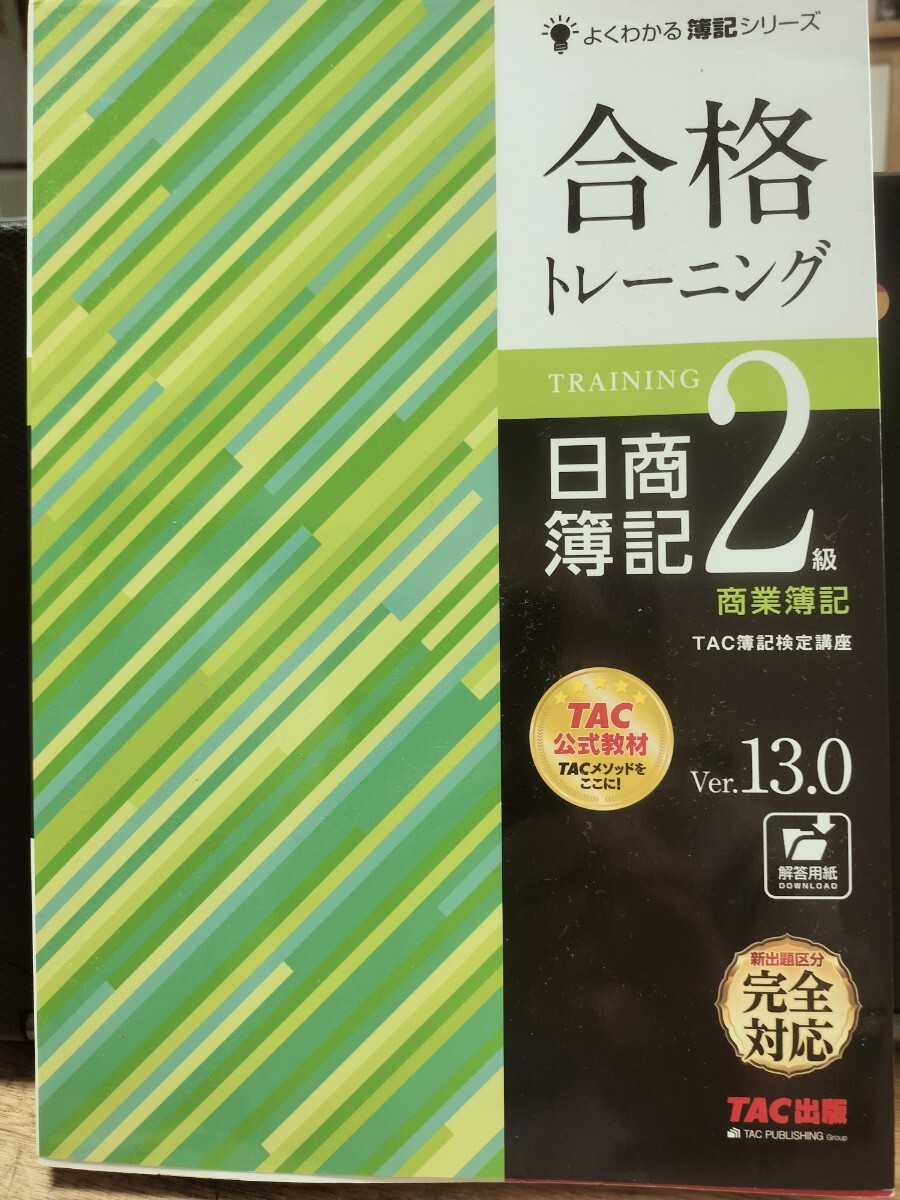 よくわかる簿記シリーズ
合格
トレーニング
TRAINING
日商
簿記
2級
商業簿記
TAC簿記検定講座
TAC
公式教材
TACメソッドを
ここに!
Ver.13.0
解答用紙
DOWNLOAD
新出題区分
完全
対応
TAC出版
TAC PUBLISHING Group